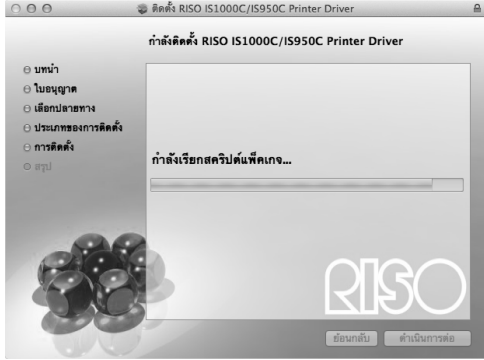 ติดตั้ง RISO IS1000C/IS950C Printer Driver
กำลังติดตั้ง RISO IS1000C/IS950C Printer Driver
บทนำ
ใบอนุญาต
เลือกปลายทาง
ประเภทของการติดตั้ง
การติดตั้ง
สรุป
กำลังเรียกสคริปต์แพ็คเกจ...
RISO
ย้อนกลับ
ดำเนินการต่อ